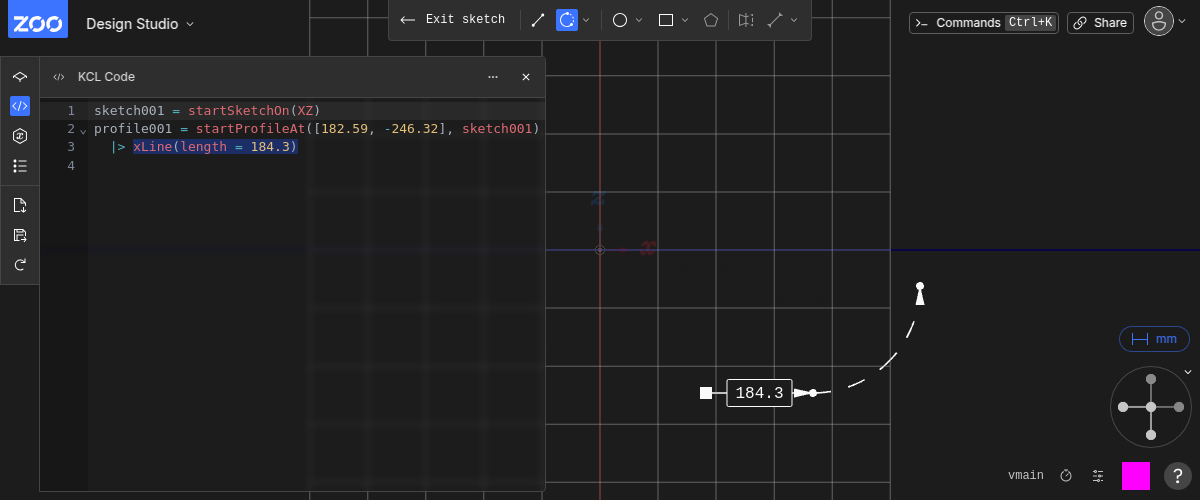 ZOO Design Studio
Exit sketch
Commands Ctrl+K
Share
KCL Code
1 sketch001 = startSketchOn(XZ)
2 profile001 = startProfileAt([182.59, -246.32], sketch001)
3 |> xLine(length = 184.3)
4
z
x
184.3
mm
vmain
?